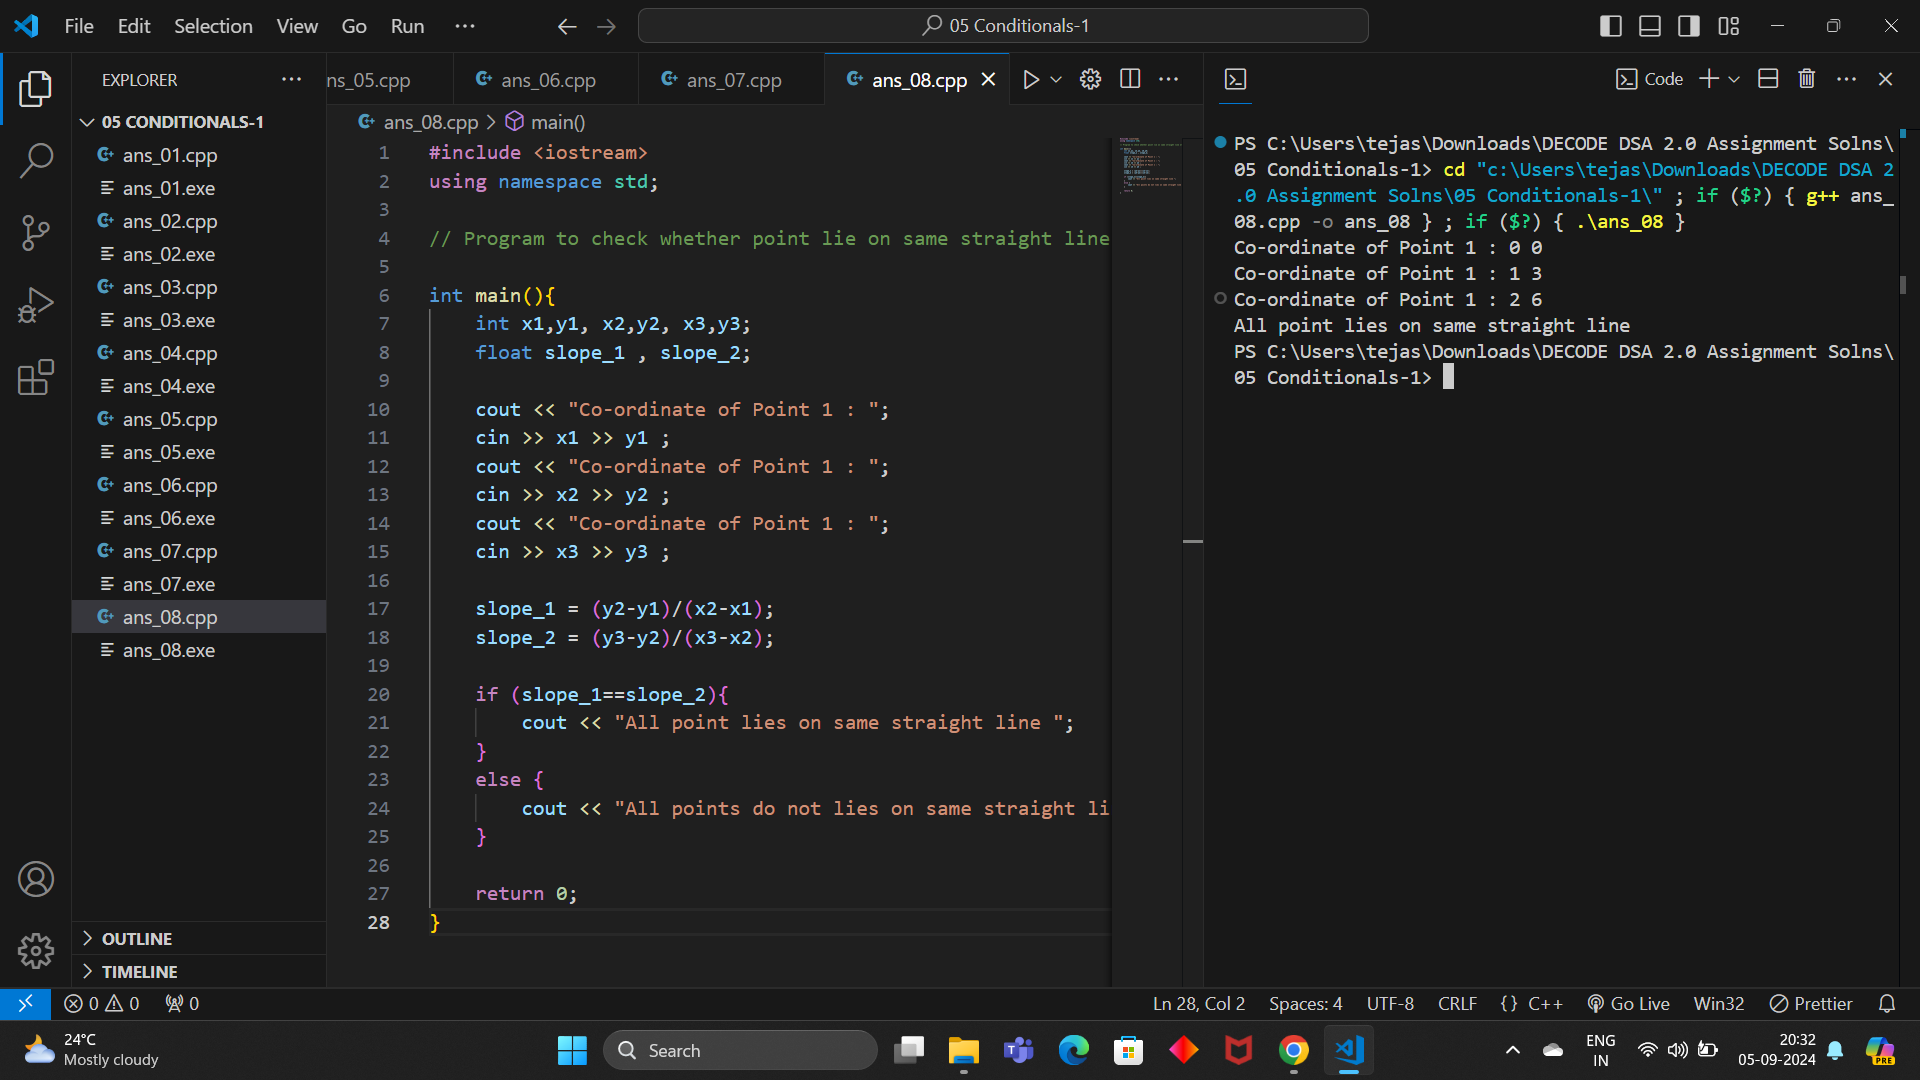 File Edit Selection View Go Run ··· 05 Conditionals-1
EXPLORER ···
05 CONDITIONALS-1
ans_01.cpp
ans_01.exe
ans_02.cpp
ans_02.exe
ans_03.cpp
ans_03.exe
ans_04.cpp
ans_04.exe
ans_05.cpp
ans_05.exe
ans_06.cpp
ans_06.exe
ans_07.cpp
ans_07.exe
ans_08.cpp
ans_08.exe
OUTLINE
TIMELINE
ns_05.cpp ans_06.cpp ans_07.cpp ans_08.cpp
ans_08.cpp > main()
1 #include <iostream>
2 using namespace std;
3
4 // Program to check whether point lie on same straight line
5
6 int main(){
7 int x1,y1, x2,y2, x3,y3;
8 float slope_1 , slope_2;
9
10 cout << "Co-ordinate of Point 1 : ";
11 cin >> x1 >> y1 ;
12 cout << "Co-ordinate of Point 1 : ";
13 cin >> x2 >> y2 ;
14 cout << "Co-ordinate of Point 1 : ";
15 cin >> x3 >> y3 ;
16
17 slope_1 = (y2-y1)/(x2-x1);
18 slope_2 = (y3-y2)/(x3-x2);
19
20 if (slope_1==slope_2){
21 cout << "All point lies on same straight line ";
22 }
23 else {
24 cout << "All points do not lies on same straight li
25 }
26
27 return 0;
28 }
Code
PS C:\Users\tejas\Downloads\DECODE DSA 2.0 Assignment Solns\
05 Conditionals-1> cd "c:\Users\tejas\Downloads\DECODE DSA 2
.0 Assignment Solns\05 Conditionals-1\" ; if ($?) { g++ ans_
08.cpp -o ans_08 } ; if ($?) { .\ans_08 }
Co-ordinate of Point 1 : 0 0
Co-ordinate of Point 1 : 1 3
Co-ordinate of Point 1 : 2 6
All point lies on same straight line
PS C:\Users\tejas\Downloads\DECODE DSA 2.0 Assignment Solns\
05 Conditionals-1>
0 0 0 Ln 28, Col 2 Spaces: 4 UTF-8 CRLF {} C++ Go Live Win32 Prettier
24°C
Mostly cloudy
Search
ENG
IN
20:32
05-09-2024
PRE